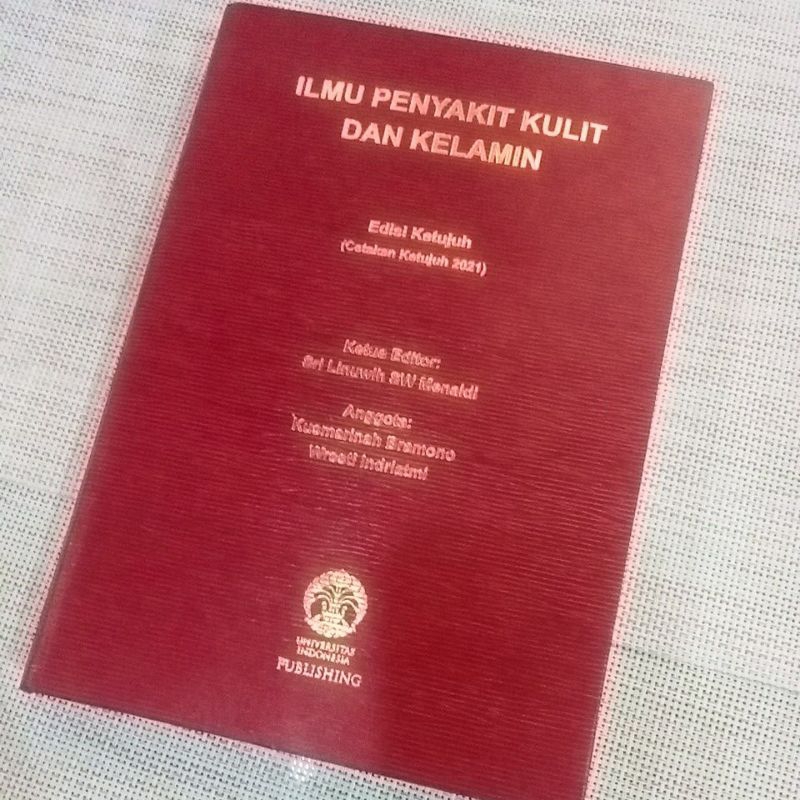 ILMU PENYAKIT KULIT
DAN KELAMIN
Edisi Ketujuh
(Cetakan Ketujuh 2021)
Ketua Editor:
Sri Linuwih SW Menaldi
Anggota:
Kusmarinah Bramono
Wresti Indriatmi
UNIVERSITAS
INDONESIA
PUBLISHING